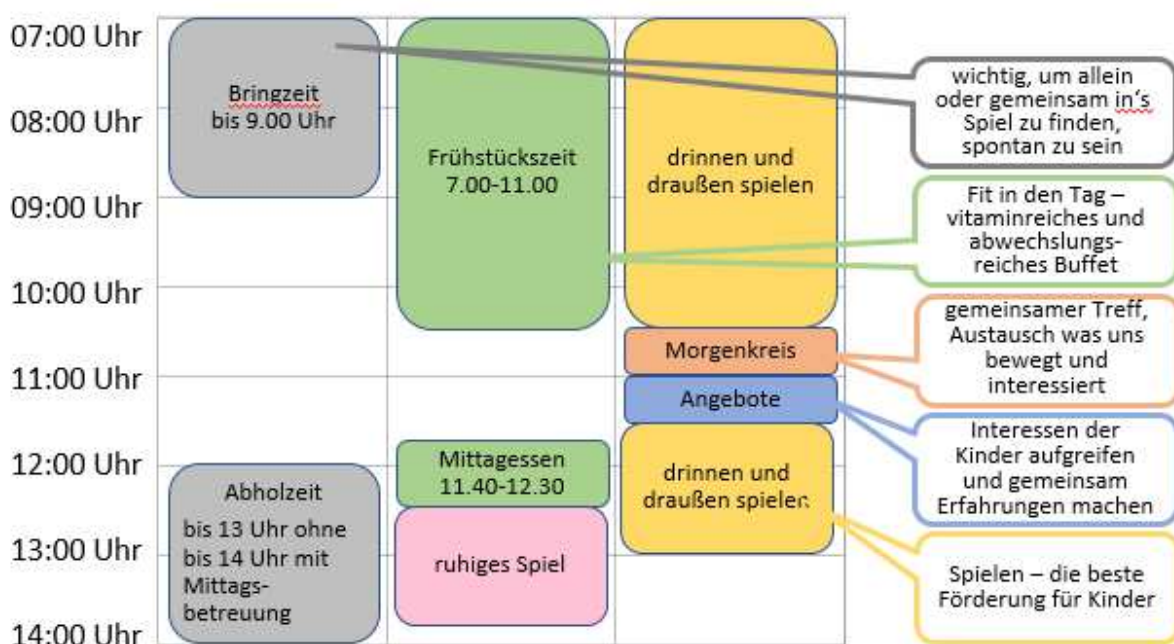 07:00 Uhr
08:00 Uhr
09:00 Uhr
10:00 Uhr
11:00 Uhr
12:00 Uhr
13:00 Uhr
14:00 Uhr
Bringzeit
bis 9.00 Uhr
Abholzeit
bis 13 Uhr ohne
bis 14 Uhr mit
Mittags-
betreuung
Frühstückszeit
7.00-11.00
Mittagessen
11.40-12.30
ruhiges Spiel
drinnen und
draußen spielen
Morgenkreis
Angebote
drinnen und
draußen spielen
wichtig, um allein
oder gemeinsam in‘s
Spiel zu finden,
spontan zu sein
Fit in den Tag –
vitaminreiches und
abwechslungs-
reiches Buffet
gemeinsamer Treff,
Austausch was uns
bewegt und
interessiert
Interessen der
Kinder aufgreifen
und gemeinsam
Erfahrungen machen
Spielen – die beste
Förderung für Kinder